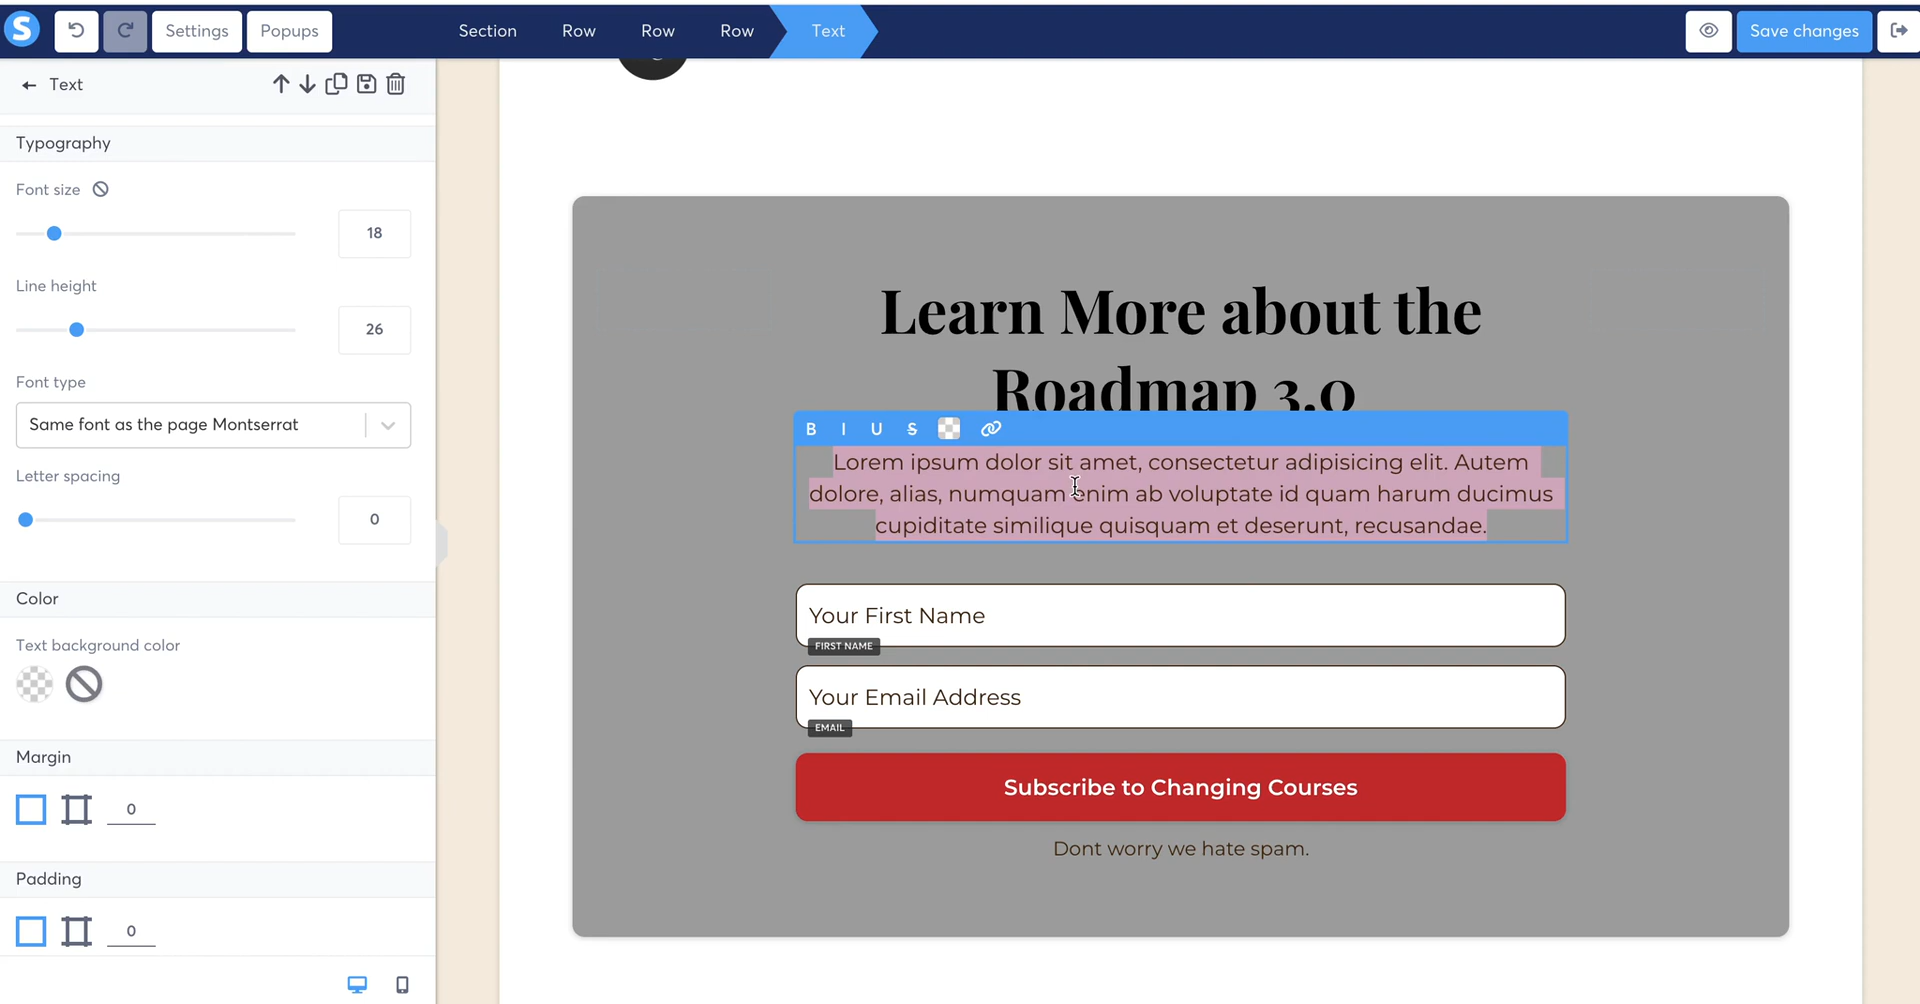 S Settings Popups Section Row Row Row Text Save changes
Text
Typography
Font size
18
Line height
26
Font type
Same font as the page Montserrat
Letter spacing
0
Color
Text background color
Margin
0
Padding
0
Learn More about the
Roadmap 3.0
B I U S
Lorem ipsum dolor sit amet, consectetur adipisicing elit. Autem
dolore, alias, numquam enim ab voluptate id quam harum ducimus
cupiditate similique quisquam et deserunt, recusandae.
Your First Name
FIRST NAME
Your Email Address
EMAIL
Subscribe to Changing Courses
Dont worry we hate spam.